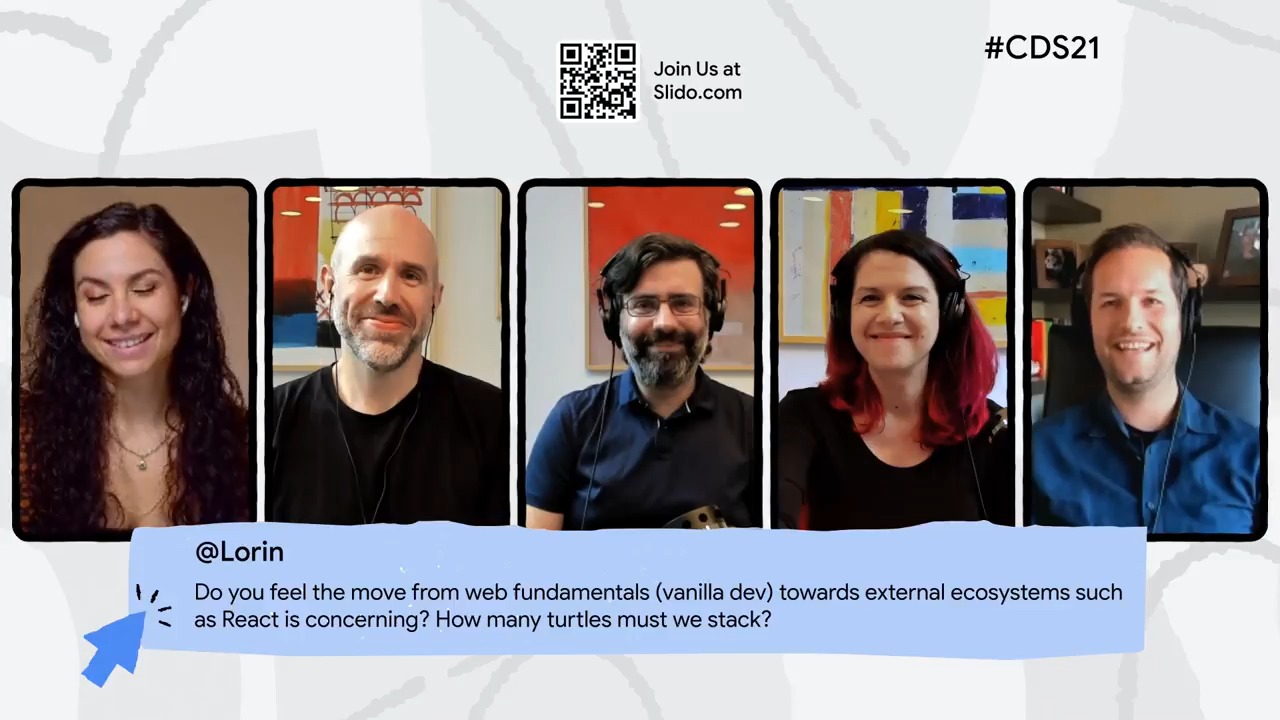 #CDS21
Join Us at
Slido.com
@Lorin
Do you feel the move from web fundamentals (vanilla dev) towards external ecosystems such
as React is concerning? How many turtles must we stack?